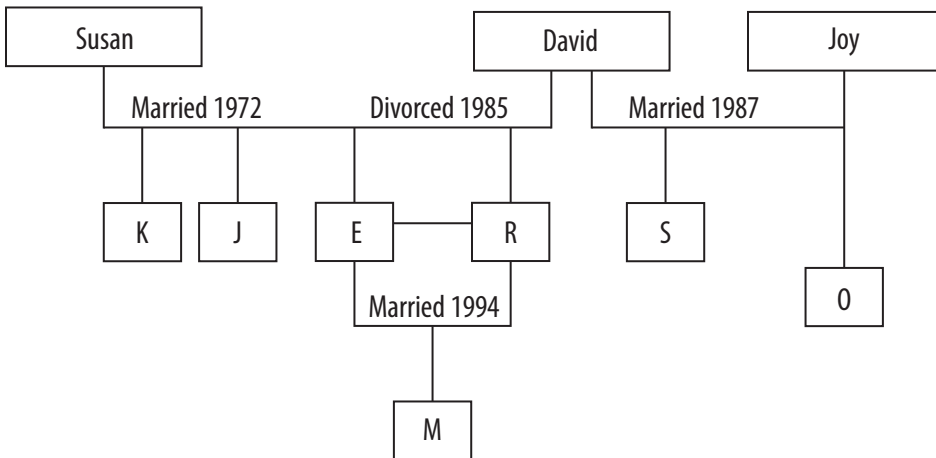 Susan
David
Joy
Married 1972
Divorced 1985
Married 1987
K
J
E
R
S
O
Married 1994
M